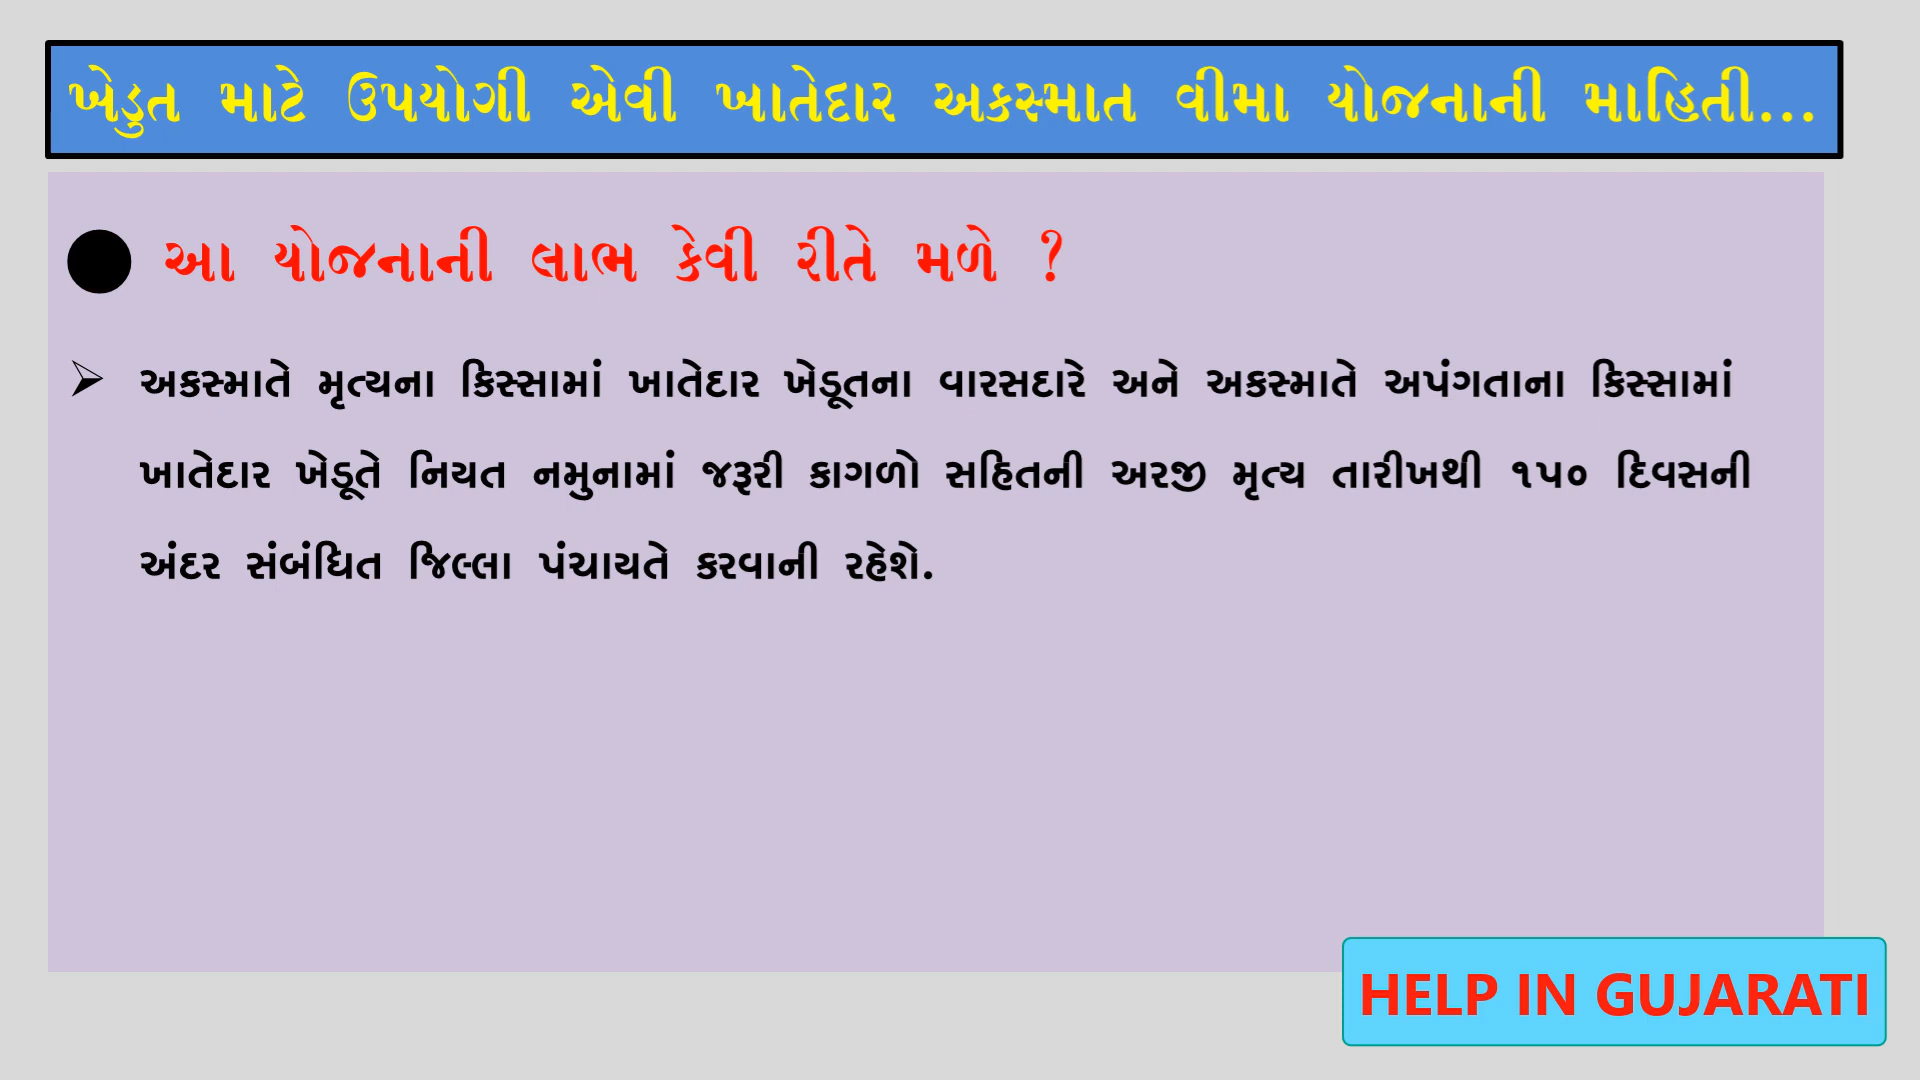 ખેડુત માટે ઉપયોગી એવી ખાતેદાર અકસ્માત વીમા યોજનાની માહિતી...
આ યોજનાની લાભ કેવી રીતે મળે ?
અકસ્માતે મૃત્યના કિસ્સામાં ખાતેદાર ખેડૂતના વારસદારે અને અકસ્માતે અપંગતાના કિસ્સામાં
ખાતેદાર ખેડૂતે નિયત નમુનામાં જરૂરી કાગળો સહિતની અરજી મૃત્ય તારીખથી ૧૫૦ દિવસની
અંદર સંબંધિત જિલ્લા પંચાયતે કરવાની રહેશે.
HELP IN GUJARATI